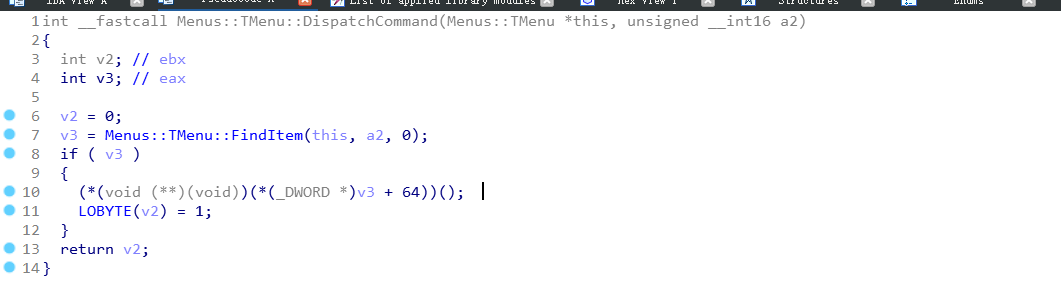 IDA View-A Pseudocode-A List of applied library modules Hex View-1 Structures Enums
1 int __fastcall Menus::TMenu::DispatchCommand(Menus::TMenu *this, unsigned __int16 a2)
2 {
3 int v2; // ebx
4 int v3; // eax
5
6 v2 = 0;
7 v3 = Menus::TMenu::FindItem(this, a2, 0);
8 if ( v3 )
9 {
10 (*(void (**)(void))(*(_DWORD *)v3 + 64))();
11 LOBYTE(v2) = 1;
12 }
13 return v2;
14 }